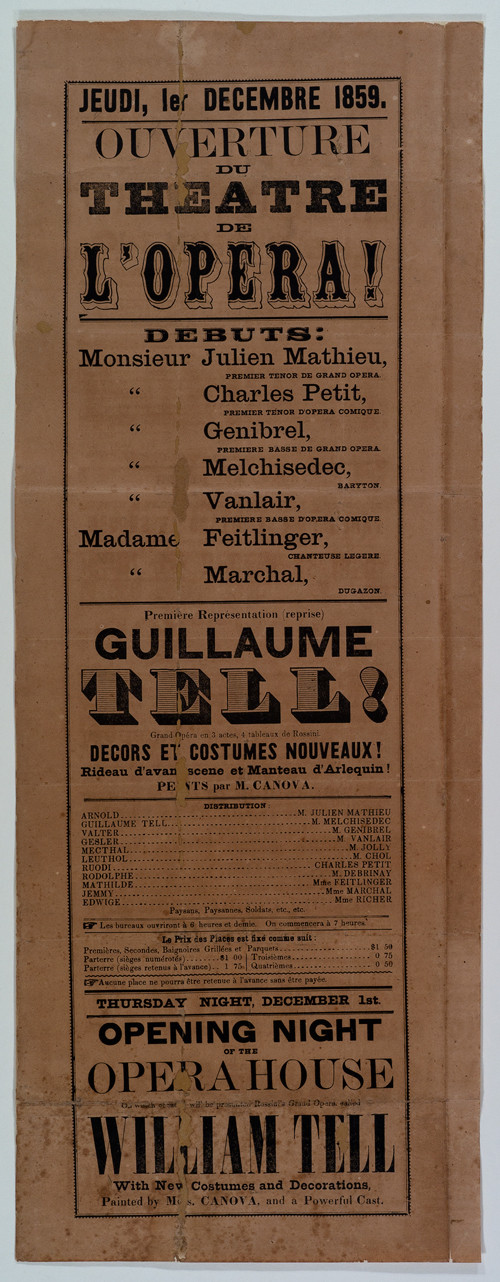 JEUDI, 1er DECEMBRE 1859.
OUVERTURE
DU
THEATRE
DE
L'OPERA!
DEBUTS:
Monsieur Julien Mathieu,
PREMIER TENOR DE GRAND OPERA.
“ Charles Petit,
PREMIER TÉNOR D'OPERA COMIQUE.
“ Genibrel,
PREMIERE BASSE DE GRAND OPERA.
“ Melchisedec,
BARYTON.
“ Vanlair,
PREMIERE BASSE D'OPERA COMIQUE.
Madame Feitlinger,
CHANTEUSE LEGERE.
“ Marchal,
DUGAZON.
Première Représentation (reprise)
GUILLAUME
TELL!
Grand Opéra en 3 actes, 4 tableaux de Rossini.
DECORS ET COSTUMES NOUVEAUX!
Rideau d'avan scene et Manteau d'Arlequin!
PEINTS par M. CANOVA.
DISTRIBUTION:
ARNOLD M. JULIEN MATHIEU
GUILLAUME TELL M. MELCHISEDEC
VALTER M. GENIBREL
GESLER M. VANLAIR
MECTHAL M. JOLLY
LEUTHOL M. CHOL
RUODI CHARLES PETIT
RODOLPHE M. DEBRINAY
MATHILDE Mme FEITLINGER
JEMMY Mme MARCHAL
EDWIGE Mme RICHER
Paysans, Paysannes, Soldats, etc., etc.
☞ Les bureaux ouvriront à 6 heures et demie. On commencera à 7 heures
Le Prix des Places est fixé comme suit:
Premières, Secondes, Baignoires Grillées et Parquets $1 50
Parterre (siéges numérotés) $1 00 | Troisièmes 0 75
Parterre (siéges retenus à l'avance) 1 75 | Quatrièmes 0 50
☞ Aucune place ne pourra être retenue à l'avance sans être payée.
THURSDAY NIGHT, DECEMBER 1st.
OPENING NIGHT
OF THE
OPERA HOUSE
On which will be produced Rossini's Grand Opera, called
WILLIAM TELL
With New Costumes and Decorations,
Painted by CANOVA, and a Powerful Cast.